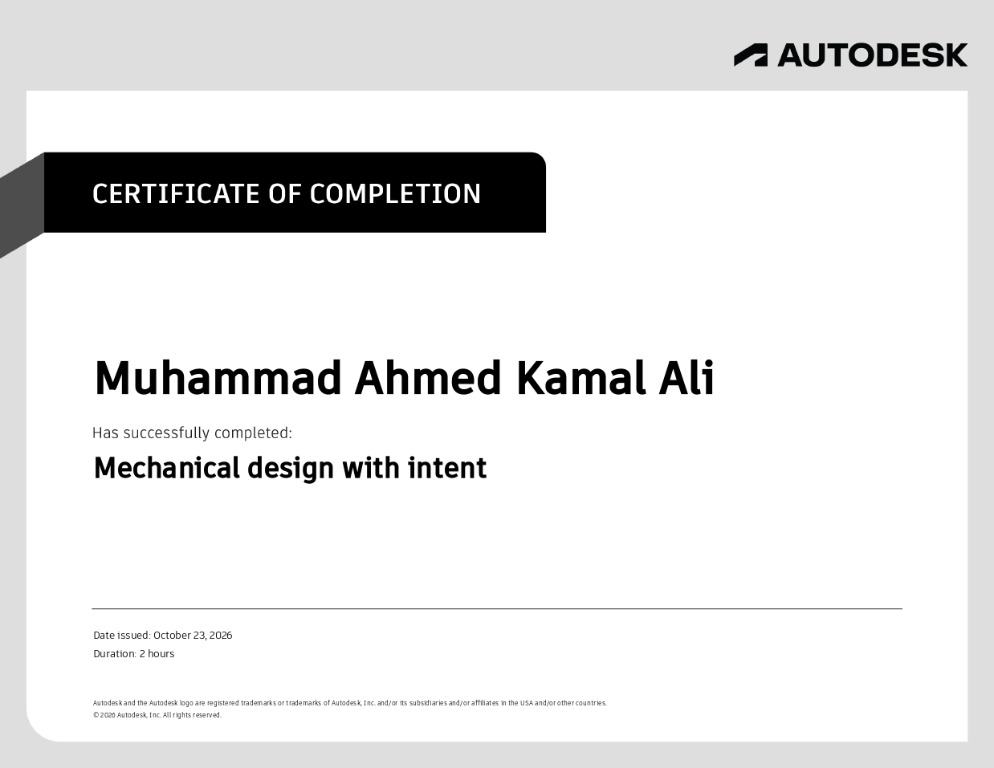 AUTODESK
CERTIFICATE OF COMPLETION
Muhammad Ahmed Kamal Ali
Has successfully completed:
Mechanical design with intent
Date issued: October 23, 2026
Duration: 2 hours
Autodesk and the Autodesk logo are registered trademarks or trademarks of Autodesk, Inc. and/or its subsidiaries and/or affiliates in the USA and/or other countries.
© 2026 Autodesk, Inc. All rights reserved.